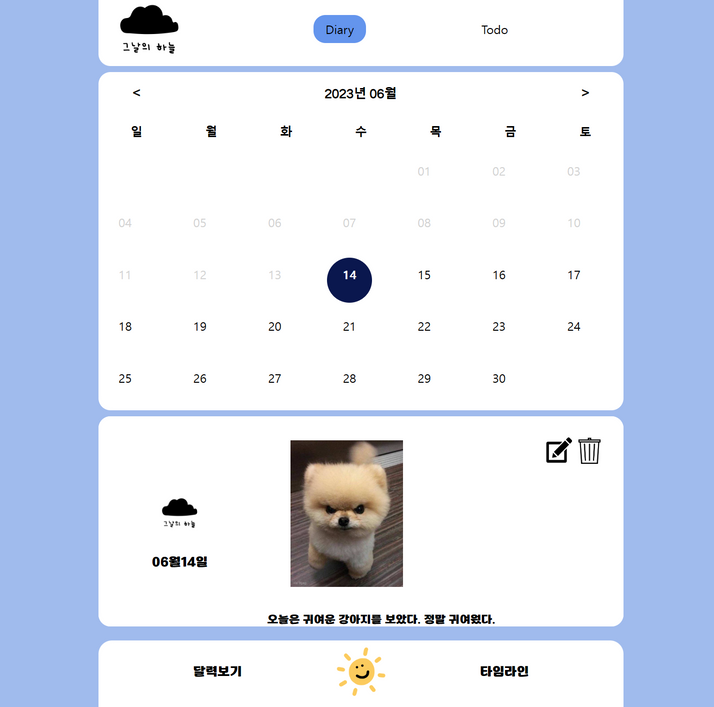 그날의 하늘
Diary
Todo
< 2023년 06월 >
일 월 화 수 목 금 토
01 02 03
04 05 06 07 08 09 10
11 12 13 14 15 16 17
18 19 20 21 22 23 24
25 26 27 28 29 30
그날의 하늘
06월14일
오늘은 귀여운 강아지를 보았다. 정말 귀여웠다.
달력보기
타임라인